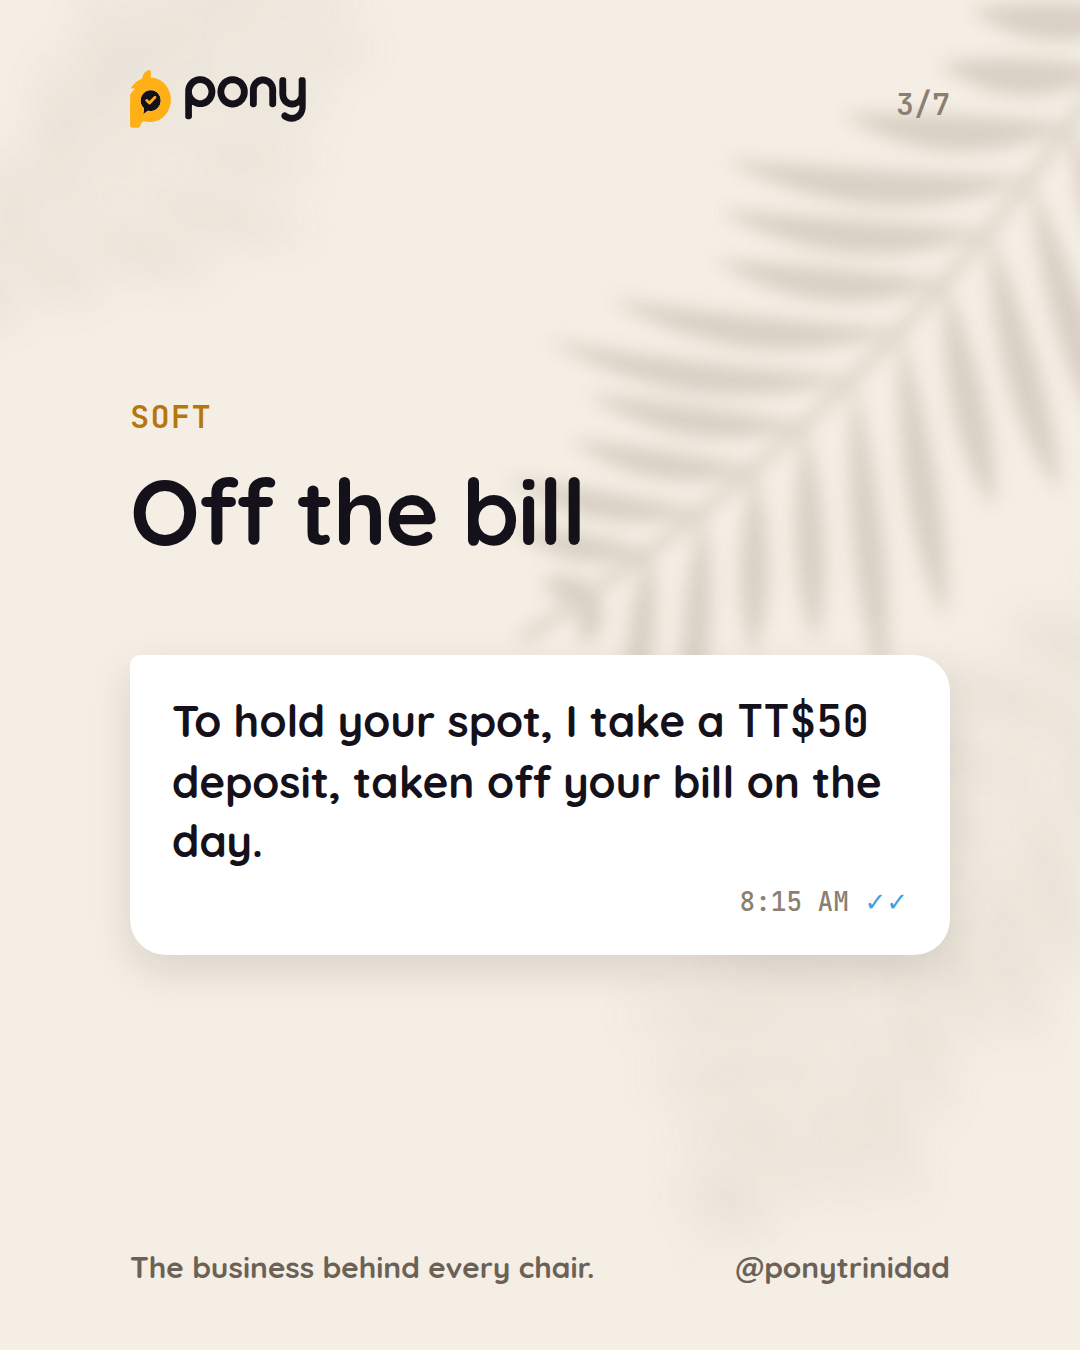 pony
3/7
SOFT
Off the bill
To hold your spot, I take a TT$50
deposit, taken off your bill on the
day.
8:15 AM ✓✓
The business behind every chair.
@ponytrinidad